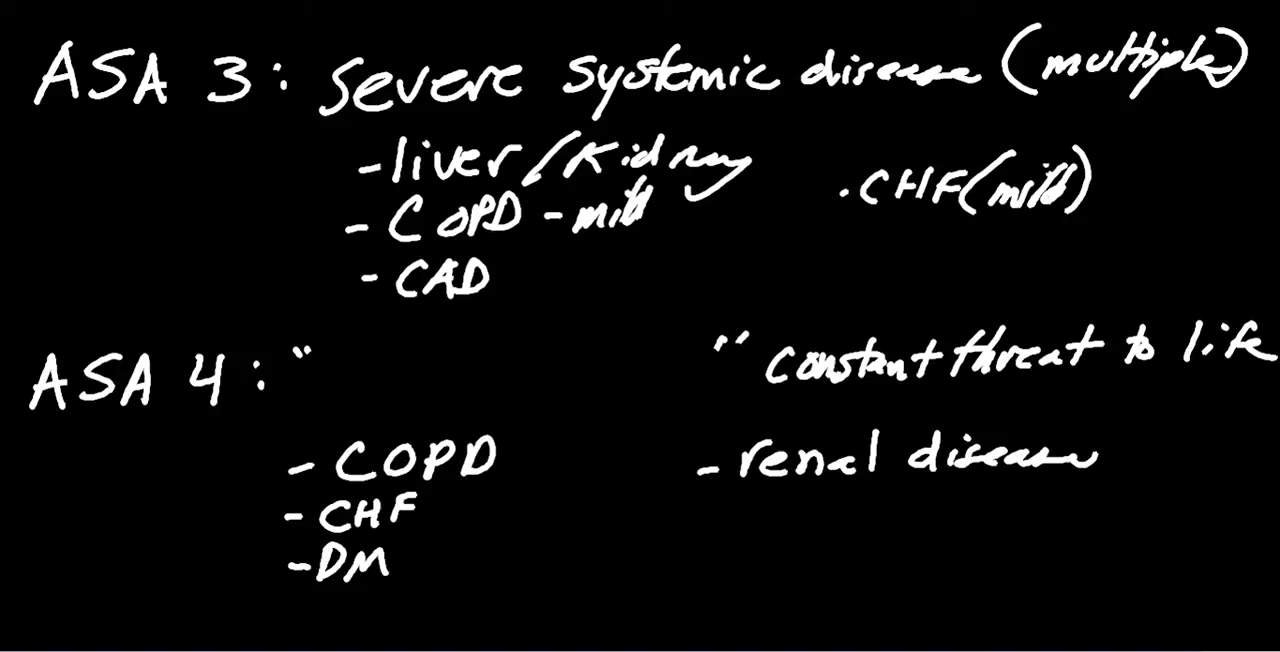 ASA 3: severe systemic disease (multiple)
- liver/kidney
. CHF (mild)
- COPD - mild
- CAD
ASA 4: " " constant threat to life
- COPD
- renal disease
- CHF
- DM